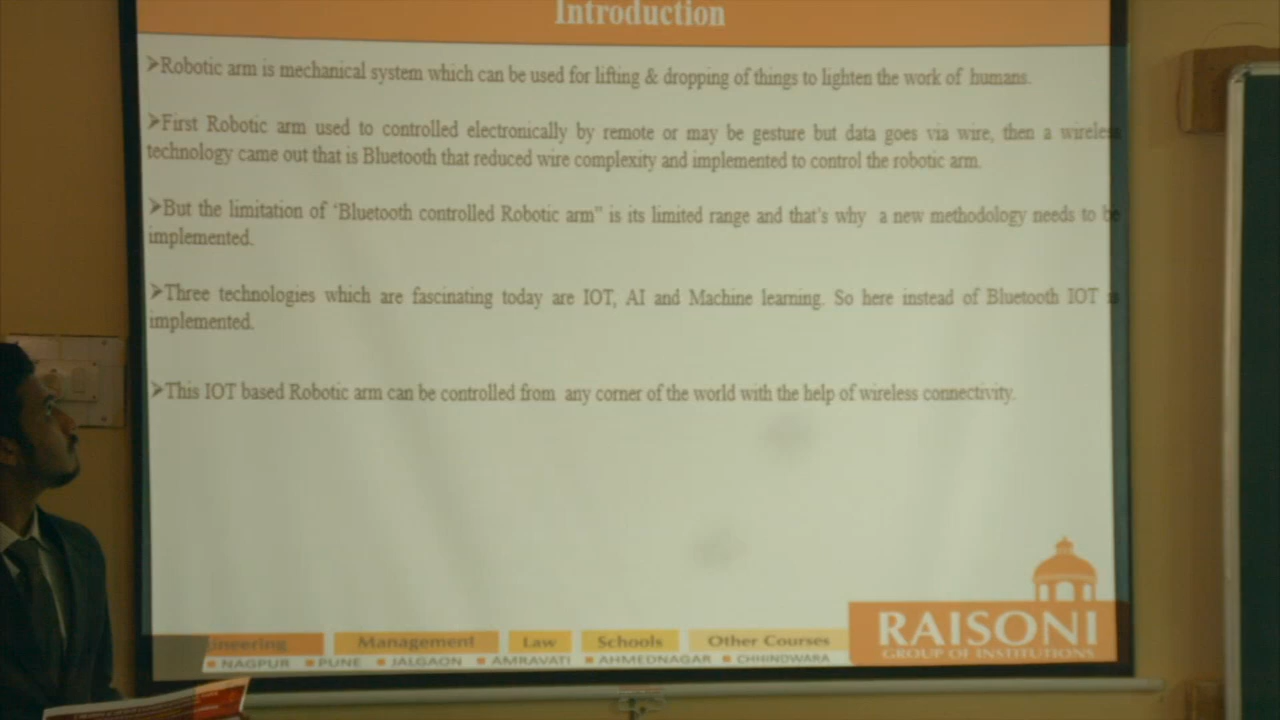 Introduction
➢Robotic arm is mechanical system which can be used for lifting & dropping of things to lighten the work of humans.
➢First Robotic arm used to controlled electronically by remote or may be gesture but data goes via wire, then a wireless
technology came out that is Bluetooth that reduced wire complexity and implemented to control the robotic arm.
➢But the limitation of ‘Bluetooth controlled Robotic arm” is its limited range and that's why a new methodology needs to be
implemented.
➢Three technologies which are fascinating today are IOT, AI and Machine learning. So here instead of Bluetooth IOT
implemented.
➢This IOT based Robotic arm can be controlled from any corner of the world with the help of wireless connectivity.
ineering Management Law Schools Other Courses
NAGPUR PUNE JALGAON AMRAVATI AHMEDNAGAR CHHINDWARA
RAISONI
GROUP OF INSTITUTIONS